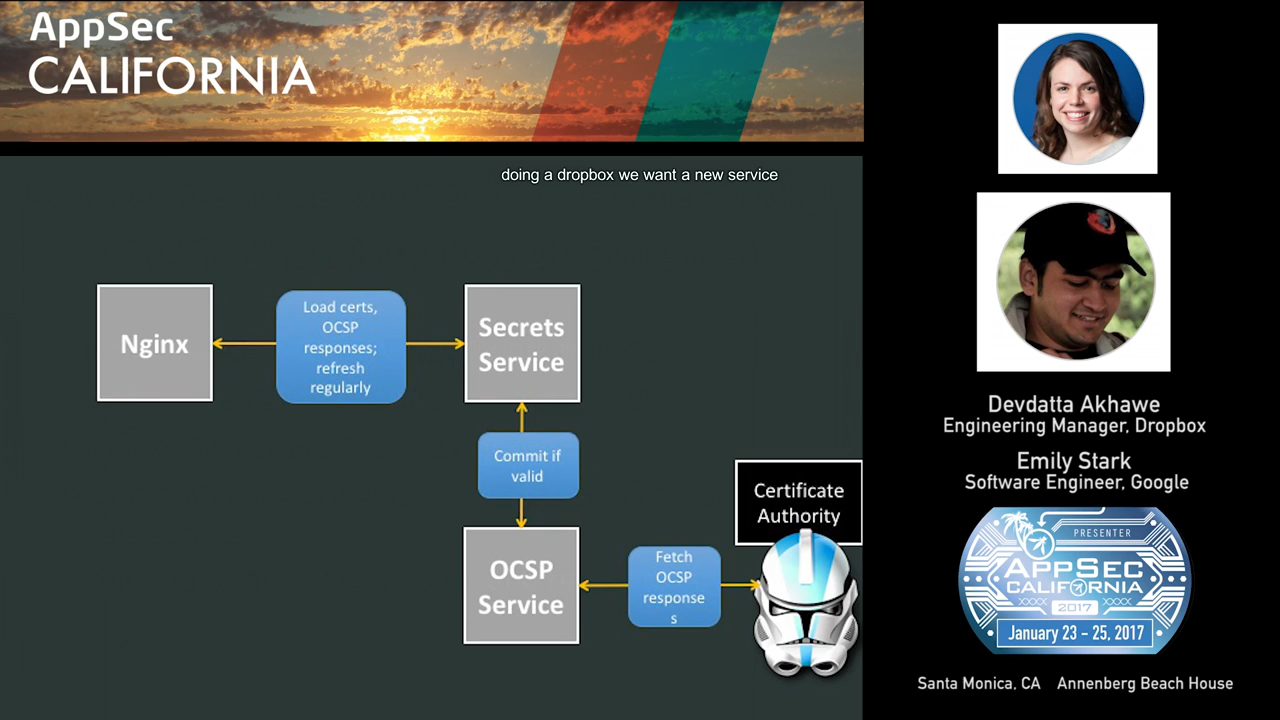 AppSec
CALIFORNIA
doing a dropbox we want a new service
Nginx
Load certs,
OCSP
responses;
refresh
regularly
Secrets
Service
Commit if
valid
OCSP
Service
Fetch
OCSP
response
s
Certificate
Authority
Devdatta Akhawe
Engineering Manager, Dropbox
Emily Stark
Software Engineer, Google
PRESENTER
APPSEC
CALIFORNIA
2017
January 23 – 25, 2017
Santa Monica, CA Annenberg Beach House